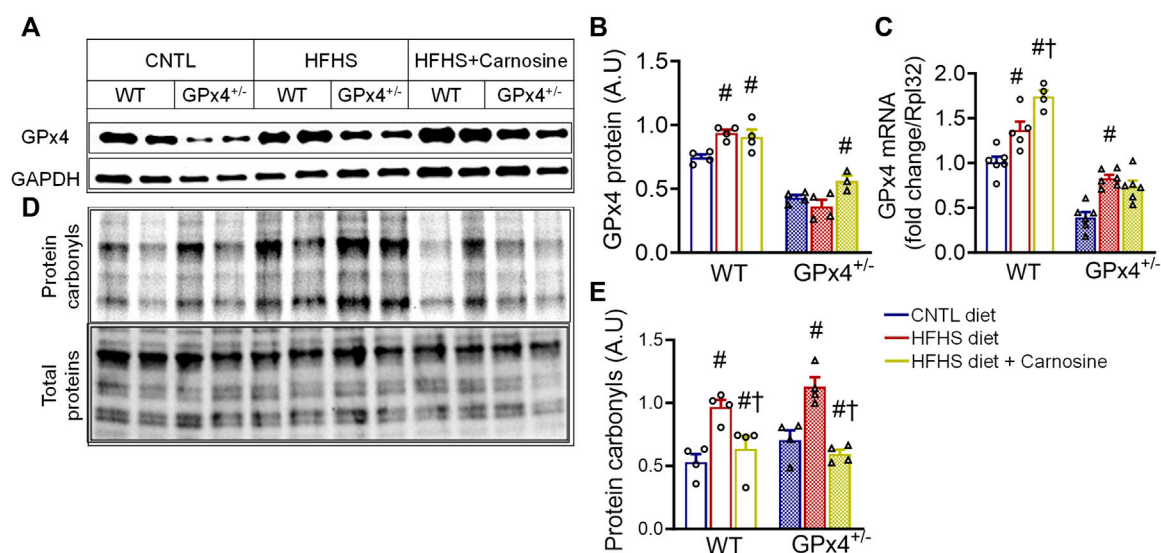 A
CNTL HFHS HFHS+Carnosine
WT GPx4+/- WT GPx4+/- WT GPx4+/-
GPx4
GAPDH
D
Protein
carbonyls
Total
proteins
B
GPx4 protein (A.U)
1.5
1.0
0.5
0.0
# # #
WT GPx4+/-
C
GPx4 mRNA
(fold change/Rpl32)
2.0
1.5
1.0
0.5
0.0
# #† #
WT GPx4+/-
CNTL diet
HFHS diet
HFHS diet + Carnosine
E
Protein carbonyls (A.U)
1.5
1.0
0.5
0.0
# #† # #†
WT GPx4+/-